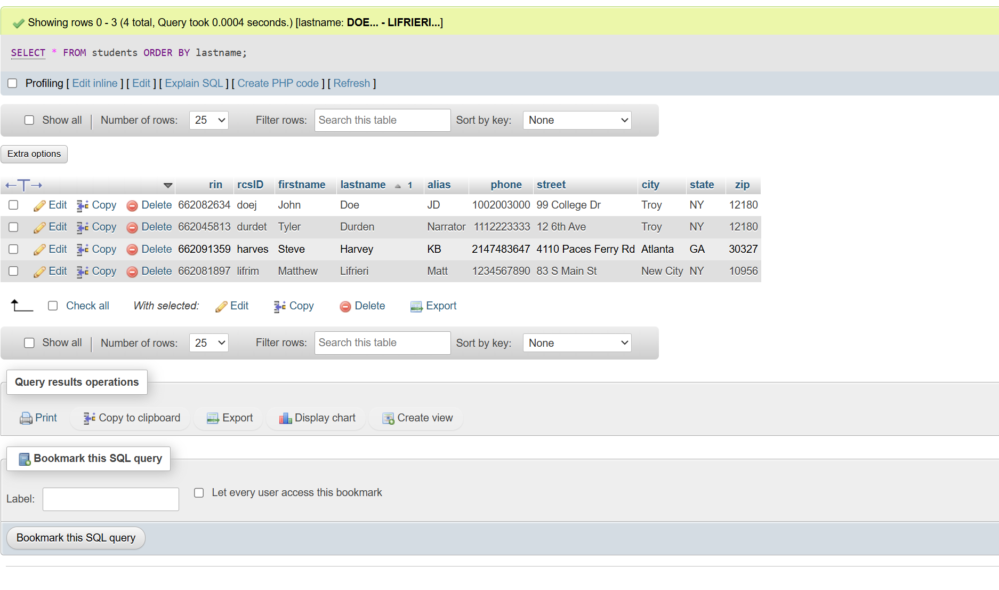 Showing rows 0 - 3 (4 total, Query took 0.0004 seconds.) [lastname: DOE... - LIFRIERI...]
SELECT * FROM students ORDER BY lastname;
Profiling [ Edit inline ] [ Edit ] [ Explain SQL ] [ Create PHP code ] [ Refresh ]
Show all | Number of rows: 25 Filter rows: Search this table Sort by key: None
Extra options
←T→ rin rcsID firstname lastname 1 alias phone street city state zip
Edit Copy Delete 662082634 doej John Doe JD 1002003000 99 College Dr Troy NY 12180
Edit Copy Delete 662045813 durdet Tyler Durden Narrator 1112223333 12 6th Ave Troy NY 12180
Edit Copy Delete 662091359 harves Steve Harvey KB 2147483647 4110 Paces Ferry Rd Atlanta GA 30327
Edit Copy Delete 662081897 lifrim Matthew Lifrieri Matt 1234567890 83 S Main St New City NY 10956
Check all With selected: Edit Copy Delete Export
Show all | Number of rows: 25 Filter rows: Search this table Sort by key: None
Query results operations
Print Copy to clipboard Export Display chart Create view
Bookmark this SQL query
Label: Let every user access this bookmark
Bookmark this SQL query